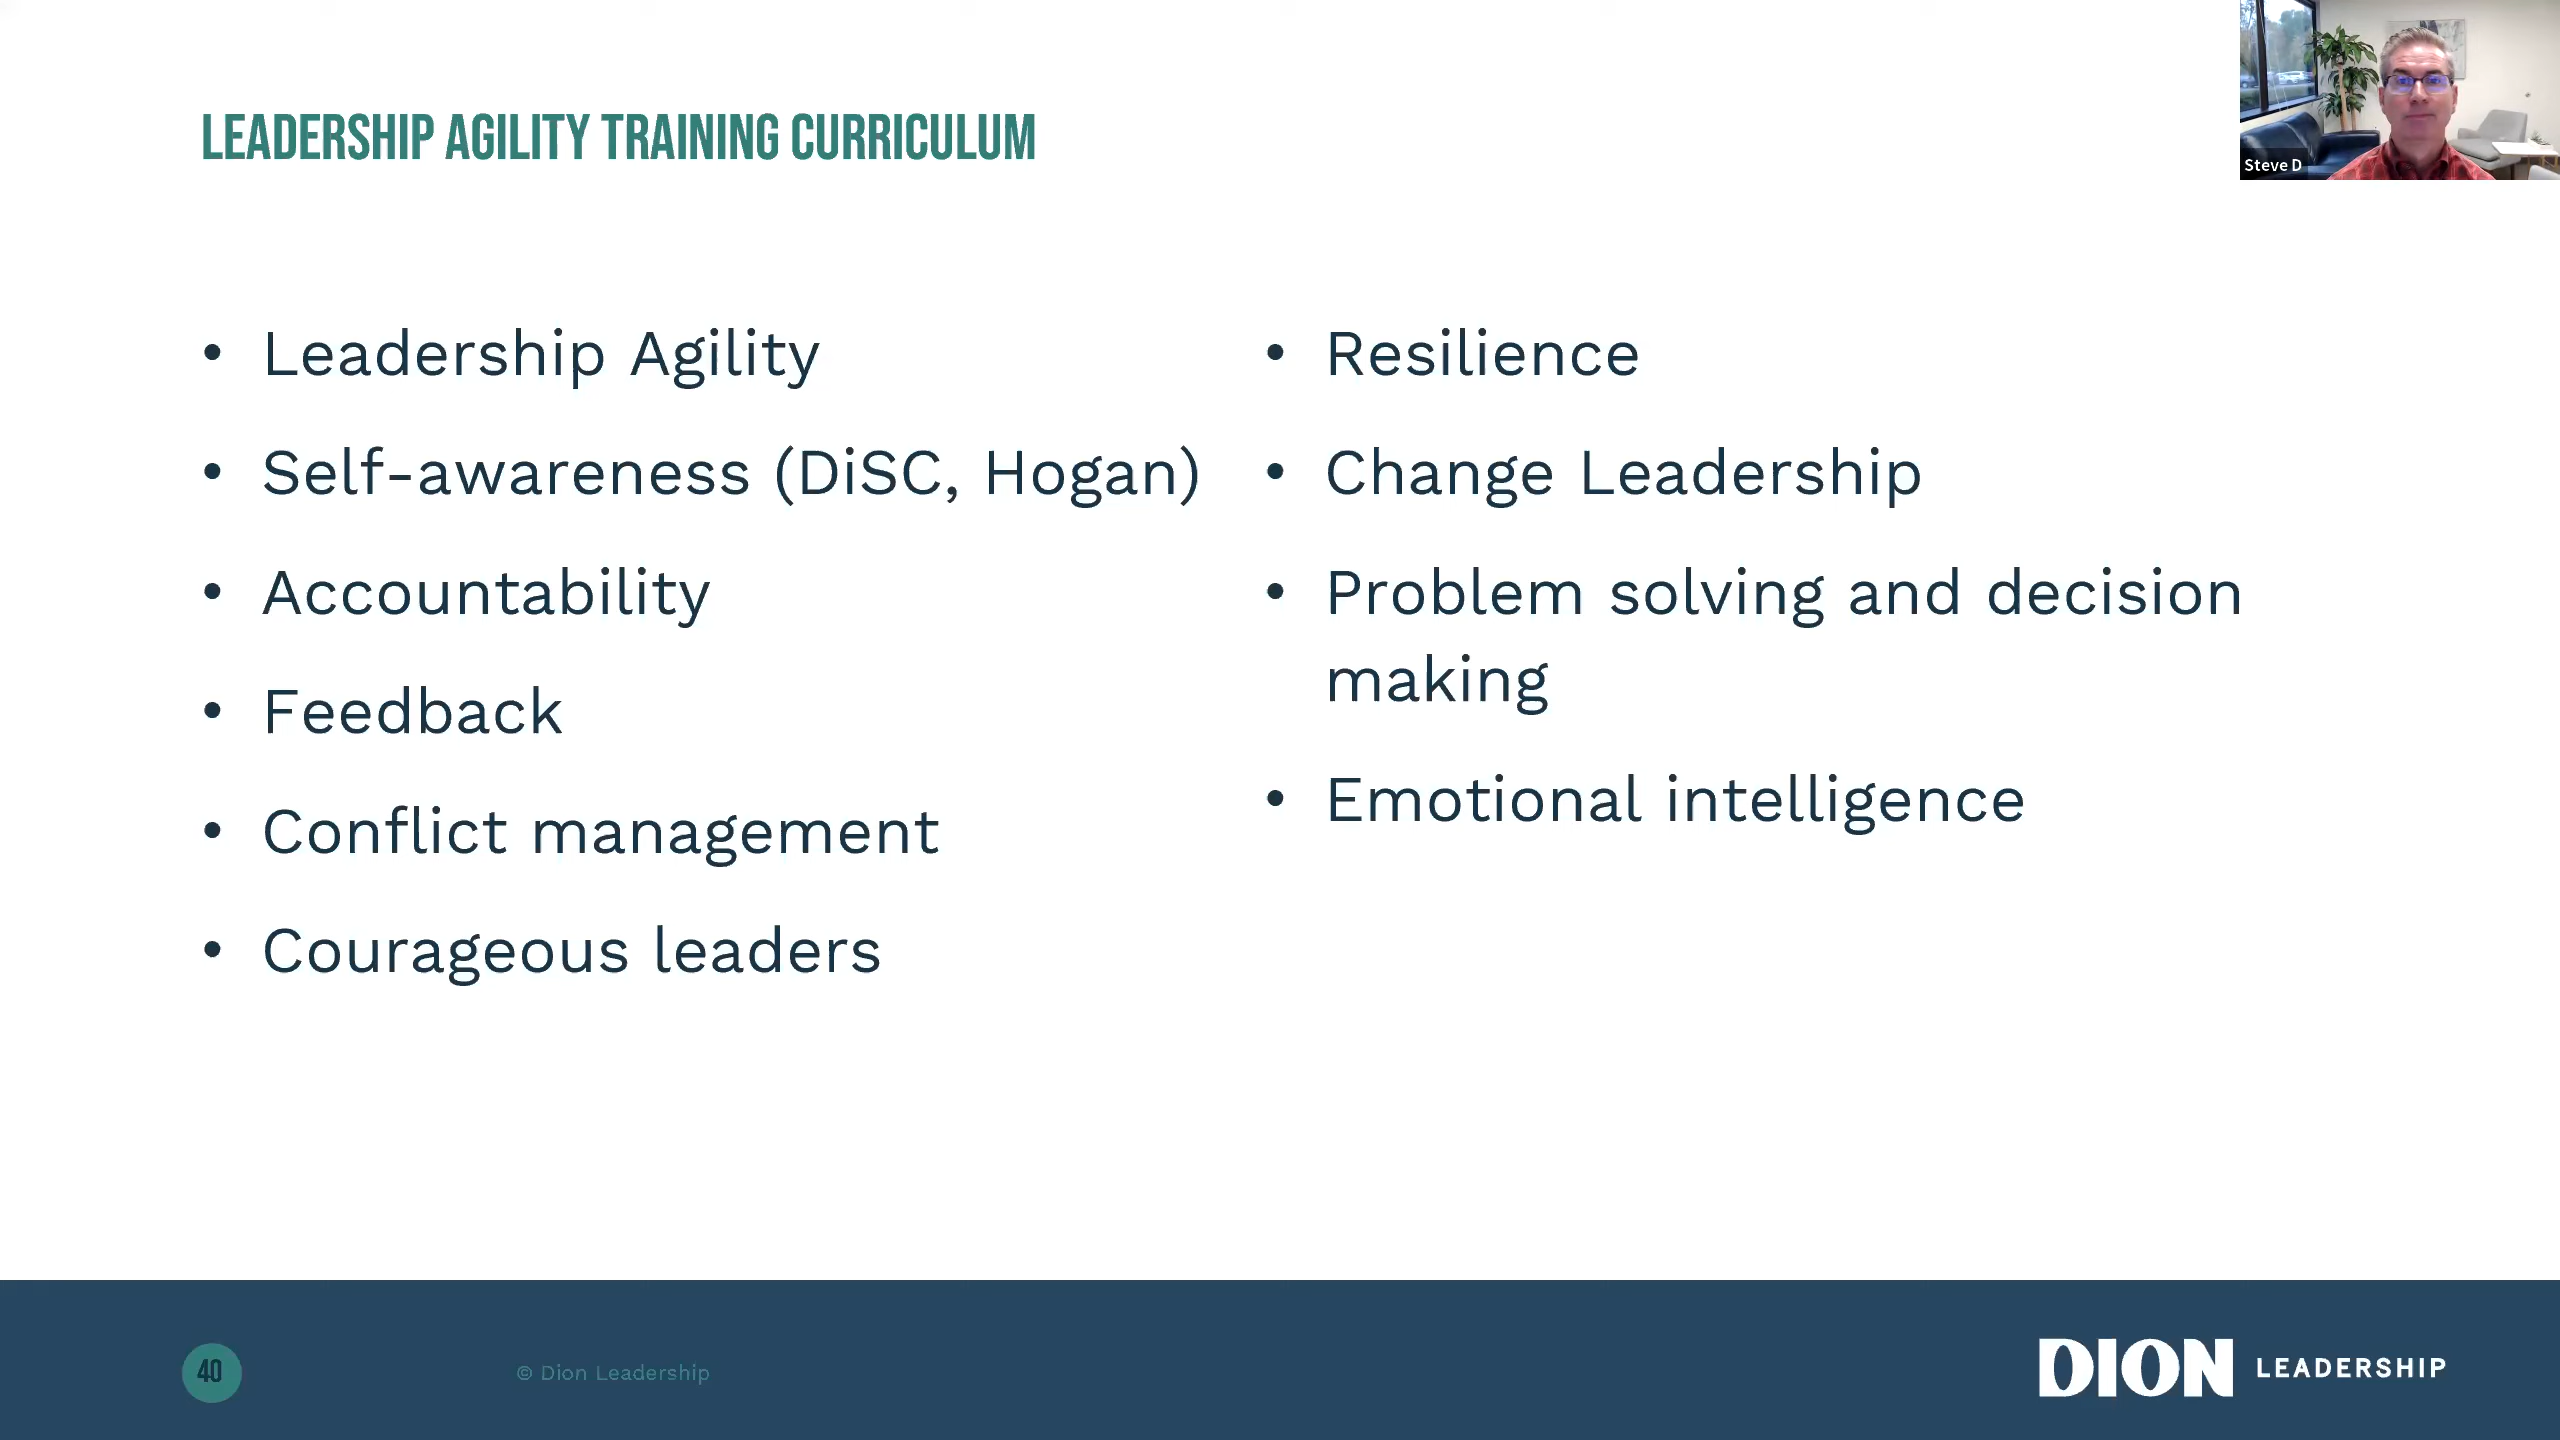 LEADERSHIP AGILITY TRAINING CURRICULUM
Steve D
• Leadership Agility
• Self-awareness (DiSC, Hogan)
• Accountability
• Feedback
• Conflict management
• Courageous leaders
• Resilience
• Change Leadership
• Problem solving and decision
making
• Emotional intelligence
40
© Dion Leadership
DION LEADERSHIP